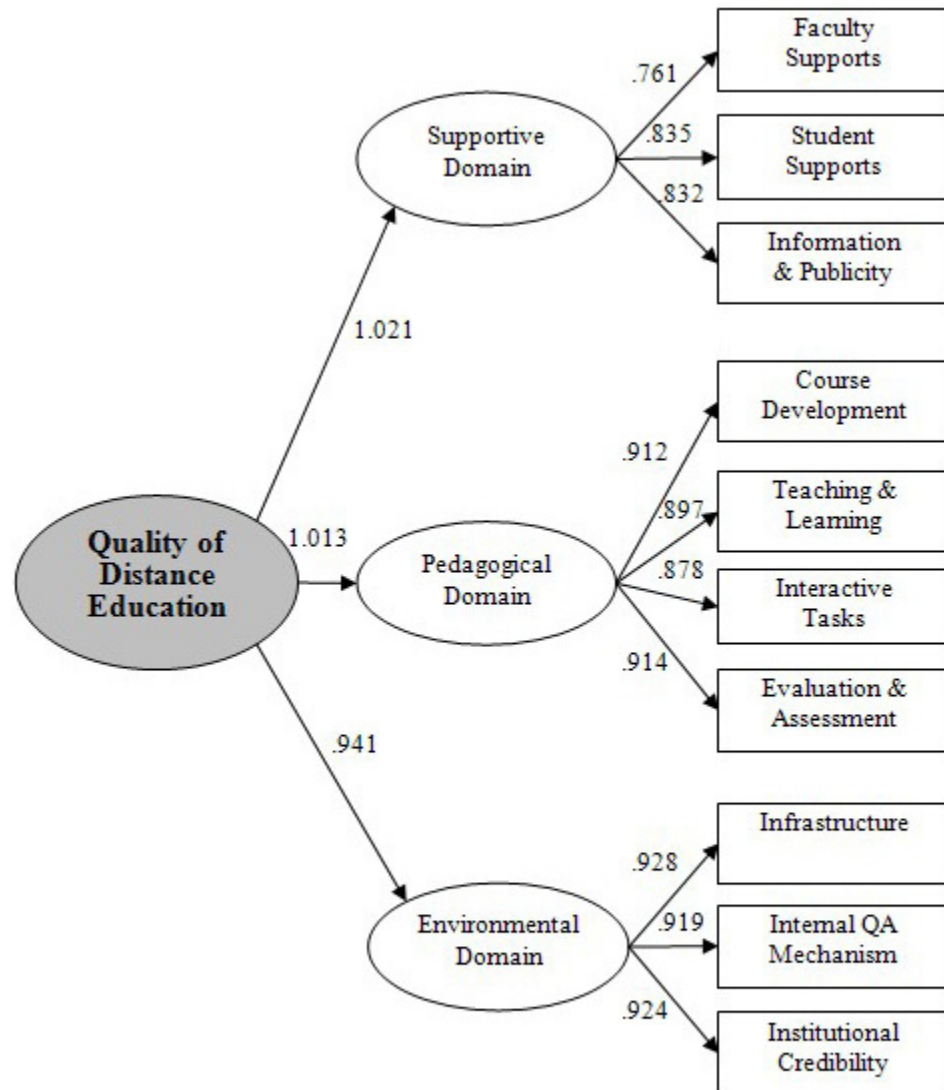 Faculty
Supports
.761
Supportive
Domain
.835
Student
Supports
.832
Information
& Publicity
1.021
Course
Development
.912
Teaching &
Learning
.897
Quality of
Distance
Education
1.013
Pedagogical
Domain
.878
Interactive
Tasks
.914
Evaluation &
Assessment
.941
Infrastructure
.928
Environmental
Domain
.919
Internal QA
Mechanism
.924
Institutional
Credibility